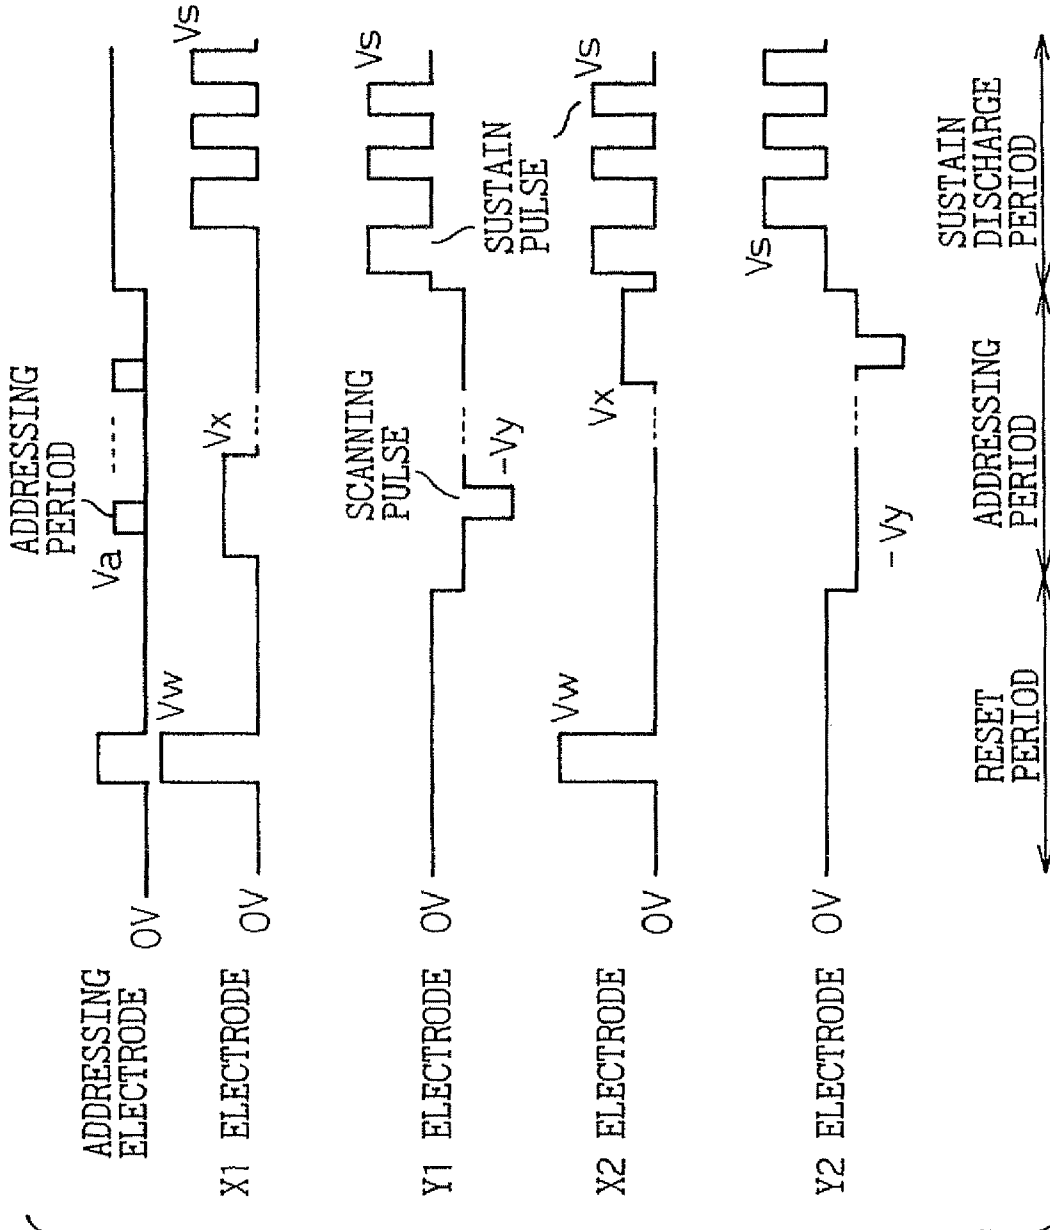 ADDRESSING
ELECTRODE
0V
Va
ADDRESSING
PERIOD
X1 ELECTRODE
0V
Vw
Vx
Vs
Y1 ELECTRODE
0V
SCANNING
PULSE
-Vy
Vs
SUSTAIN
PULSE
X2 ELECTRODE
0V
Vw
Vx
Vs
Y2 ELECTRODE
0V
-Vy
Vs
RESET
PERIOD
ADDRESSING
PERIOD
SUSTAIN
DISCHARGE
PERIOD